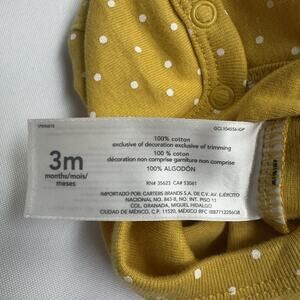 GCL104556-IOP
100% cotton
exclusive of decoration exclusive of trimming
100 % coton
décoration non comprise garniture non comprise
100% ALGODÓN
3m
months/mois/
meses
RN# 35623 CA# 53061
IMPORTADO POR: CARTERS BRANDS S.A. DE C.V. AV. EJÉRCITO
NACIONAL NO. 843-B, NO. INT. PISO 11
COL. GRANADA, MIGUEL HIDALGO
CIUDAD DE MÉXICO, C.P. 11520, MÉXICO RFC